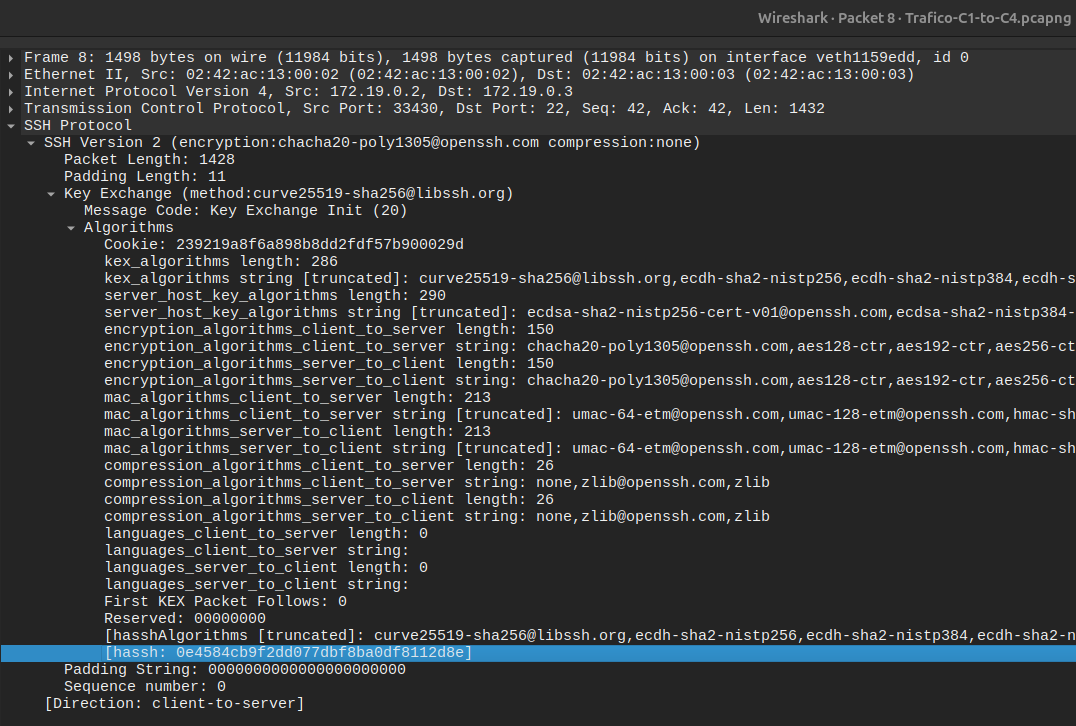 Wireshark · Packet 8 · Trafico-C1-to-C4.pcapng
Frame 8: 1498 bytes on wire (11984 bits), 1498 bytes captured (11984 bits) on interface veth1159edd, id 0
Ethernet II, Src: 02:42:ac:13:00:02 (02:42:ac:13:00:02), Dst: 02:42:ac:13:00:03 (02:42:ac:13:00:03)
Internet Protocol Version 4, Src: 172.19.0.2, Dst: 172.19.0.3
Transmission Control Protocol, Src Port: 33430, Dst Port: 22, Seq: 42, Ack: 42, Len: 1432
SSH Protocol
SSH Version 2 (encryption:chacha20-poly1305@openssh.com compression:none)
Packet Length: 1428
Padding Length: 11
Key Exchange (method:curve25519-sha256@libssh.org)
Message Code: Key Exchange Init (20)
Algorithms
Cookie: 239219a8f6a898b8dd2fdf57b900029d
kex_algorithms length: 286
kex_algorithms string [truncated]: curve25519-sha256@libssh.org,ecdh-sha2-nistp256,ecdh-sha2-nistp384,ecdh-s
server_host_key_algorithms length: 290
server_host_key_algorithms string [truncated]: ecdsa-sha2-nistp256-cert-v01@openssh.com,ecdsa-sha2-nistp384-
encryption_algorithms_client_to_server length: 150
encryption_algorithms_client_to_server string: chacha20-poly1305@openssh.com,aes128-ctr,aes192-ctr,aes256-ct
encryption_algorithms_server_to_client length: 150
encryption_algorithms_server_to_client string: chacha20-poly1305@openssh.com,aes128-ctr,aes192-ctr,aes256-ct
mac_algorithms_client_to_server length: 213
mac_algorithms_client_to_server string [truncated]: umac-64-etm@openssh.com,umac-128-etm@openssh.com,hmac-sh
mac_algorithms_server_to_client length: 213
mac_algorithms_server_to_client string [truncated]: umac-64-etm@openssh.com,umac-128-etm@openssh.com,hmac-sh
compression_algorithms_client_to_server length: 26
compression_algorithms_client_to_server string: none,zlib@openssh.com,zlib
compression_algorithms_server_to_client length: 26
compression_algorithms_server_to_client string: none,zlib@openssh.com,zlib
languages_client_to_server length: 0
languages_client_to_server string:
languages_server_to_client length: 0
languages_server_to_client string:
First KEX Packet Follows: 0
Reserved: 00000000
[hasshAlgorithms [truncated]: curve25519-sha256@libssh.org,ecdh-sha2-nistp256,ecdh-sha2-nistp384,ecdh-sha2-n
[hassh: 0e4584cb9f2dd077dbf8ba0df8112d8e]
Padding String: 0000000000000000000000
Sequence number: 0
[Direction: client-to-server]